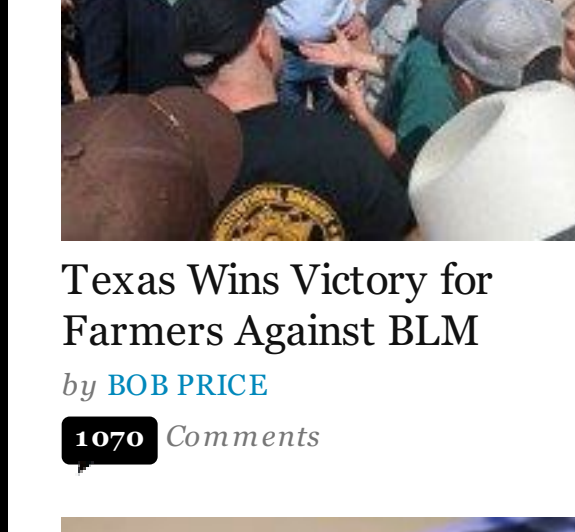 Texas Wins Victory for
Farmers Against BLM
by BOB PRICE
1070 Comments